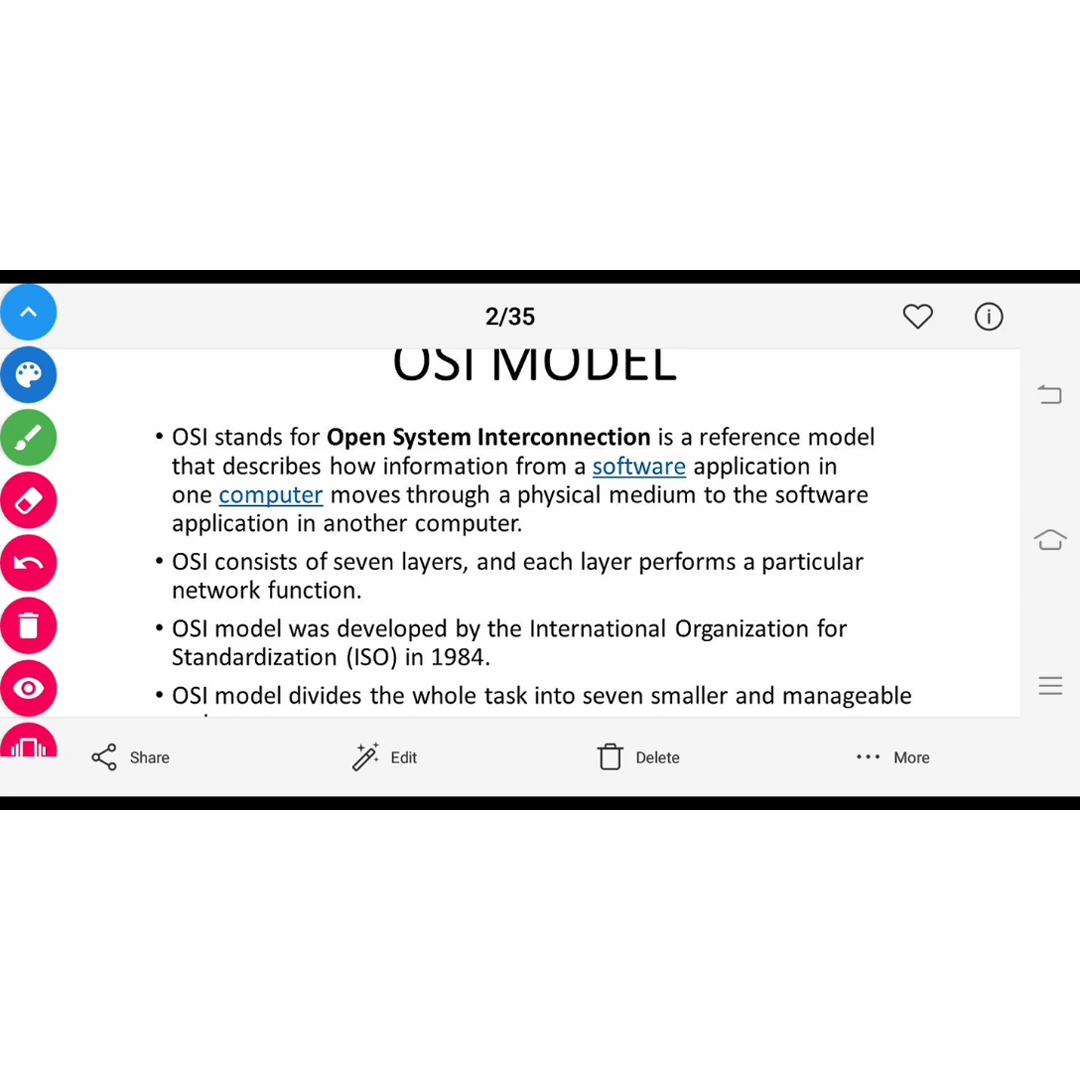 2/35
OSI MODEL
• OSI stands for Open System Interconnection is a reference model
that describes how information from a software application in
one computer moves through a physical medium to the software
application in another computer.
• OSI consists of seven layers, and each layer performs a particular
network function.
• OSI model was developed by the International Organization for
Standardization (ISO) in 1984.
• OSI model divides the whole task into seven smaller and manageable
Share Edit Delete More